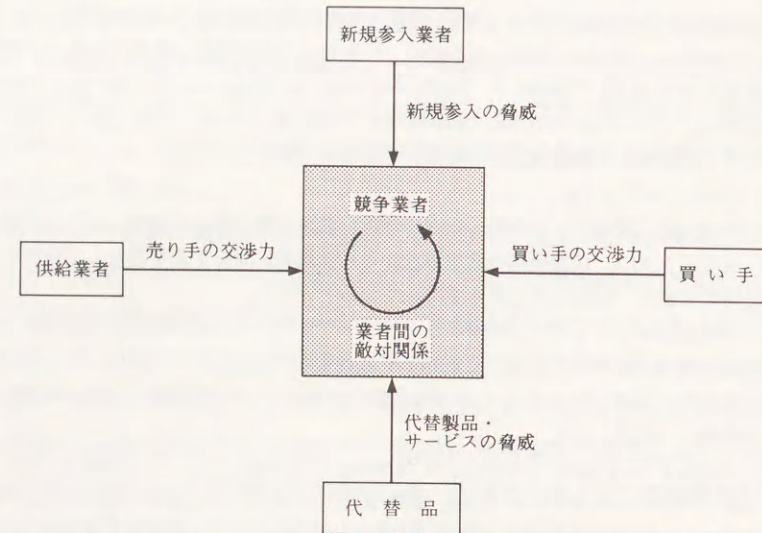 新規参入業者
新規参入の脅威
競争業者
供給業者
売り手の交渉力
買い手の交渉力
買い手
業者間の
敵対関係
代替製品・
サービスの脅威
代替品